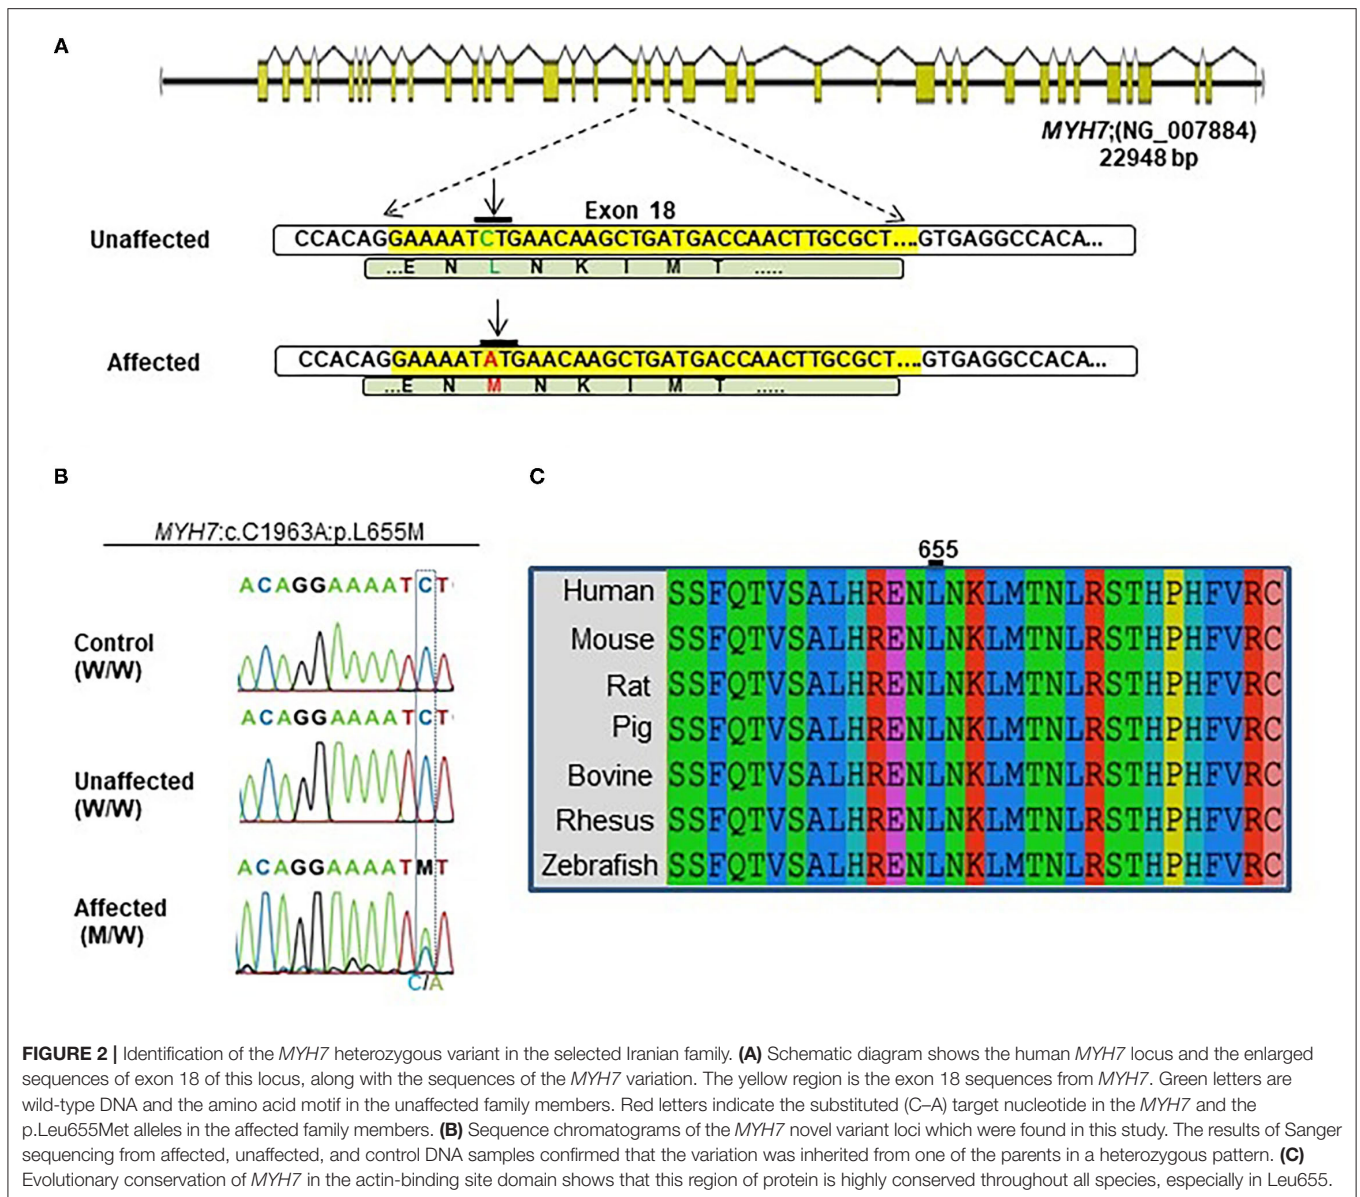 A
MYH7;(NG_007884)
22948 bp
Exon 18
Unaffected
CCACAGGAAAATCTGAACAAGCTGATGACCAACTTGCGCT....GTGAGGCCACA...
...E N L N K I M T .....
Affected
CCACAGGAAAATATGAACAAGCTGATGACCAACTTGCGCT....GTGAGGCCACA...
...E N M N K I M T .....
B
MYH7:c.C1963A:p.L655M
ACAGGAAAATCT
Control
(W/W)
ACAGGAAAATCT
Unaffected
(W/W)
ACAGGAAAATMT
Affected
(M/W)
C/A
C
655
Human SSFQTVSALHRENLNKLMTNLRSTHPHFVRC
Mouse SSFQTVSALHRENLNKLMTNLRSTHPHFVRC
Rat SSFQTVSALHRENLNKLMTNLRSTHPHFVRC
Pig SSFQTVSALHRENLNKLMTNLRSTHPHFVRC
Bovine SSFQTVSALHRENLNKLMTNLRSTHPHFVRC
Rhesus SSFQTVSALHRENLNKLMTNLRSTHPHFVRC
Zebrafish SSFQTVSALHRENLNKLMTNLRSTHPHFVRC
FIGURE 2 | Identification of the MYH7 heterozygous variant in the selected Iranian family. (A) Schematic diagram shows the human MYH7 locus and the enlarged
sequences of exon 18 of this locus, along with the sequences of the MYH7 variation. The yellow region is the exon 18 sequences from MYH7. Green letters are
wild-type DNA and the amino acid motif in the unaffected family members. Red letters indicate the substituted (C–A) target nucleotide in the MYH7 and the
p.Leu655Met alleles in the affected family members. (B) Sequence chromatograms of the MYH7 novel variant loci which were found in this study. The results of Sanger
sequencing from affected, unaffected, and control DNA samples confirmed that the variation was inherited from one of the parents in a heterozygous pattern. (C)
Evolutionary conservation of MYH7 in the actin-binding site domain shows that this region of protein is highly conserved throughout all species, especially in Leu655.